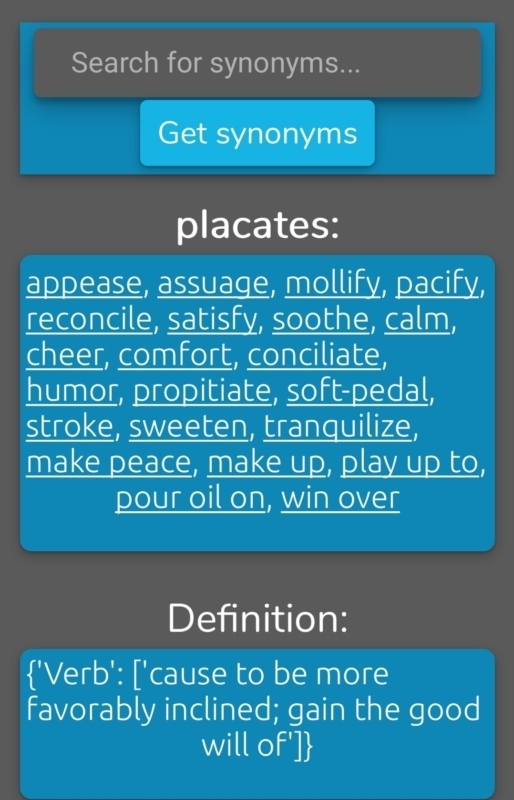 Search for synonyms...
Get synonyms
placates:
appease, assuage, mollify, pacify,
reconcile, satisfy, soothe, calm,
cheer, comfort, conciliate,
humor, propitiate, soft-pedal,
stroke, sweeten, tranquilize,
make peace, make up, play up to,
pour oil on, win over
Definition:
{'Verb': ['cause to be more
favorably inclined; gain the good
will of']}